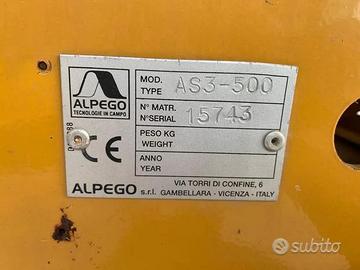 ALPEGO
TECNOLOGIE IN CAMPO
MOD. TYPE AS3-500
N° MATR. N° SERIAL 15743
PESO KG
WEIGHT
ANNO
YEAR
CE
ALPEGO s.r.l.
VIA TORRI DI CONFINE, 6
GAMBELLARA - VICENZA - ITALY
subito